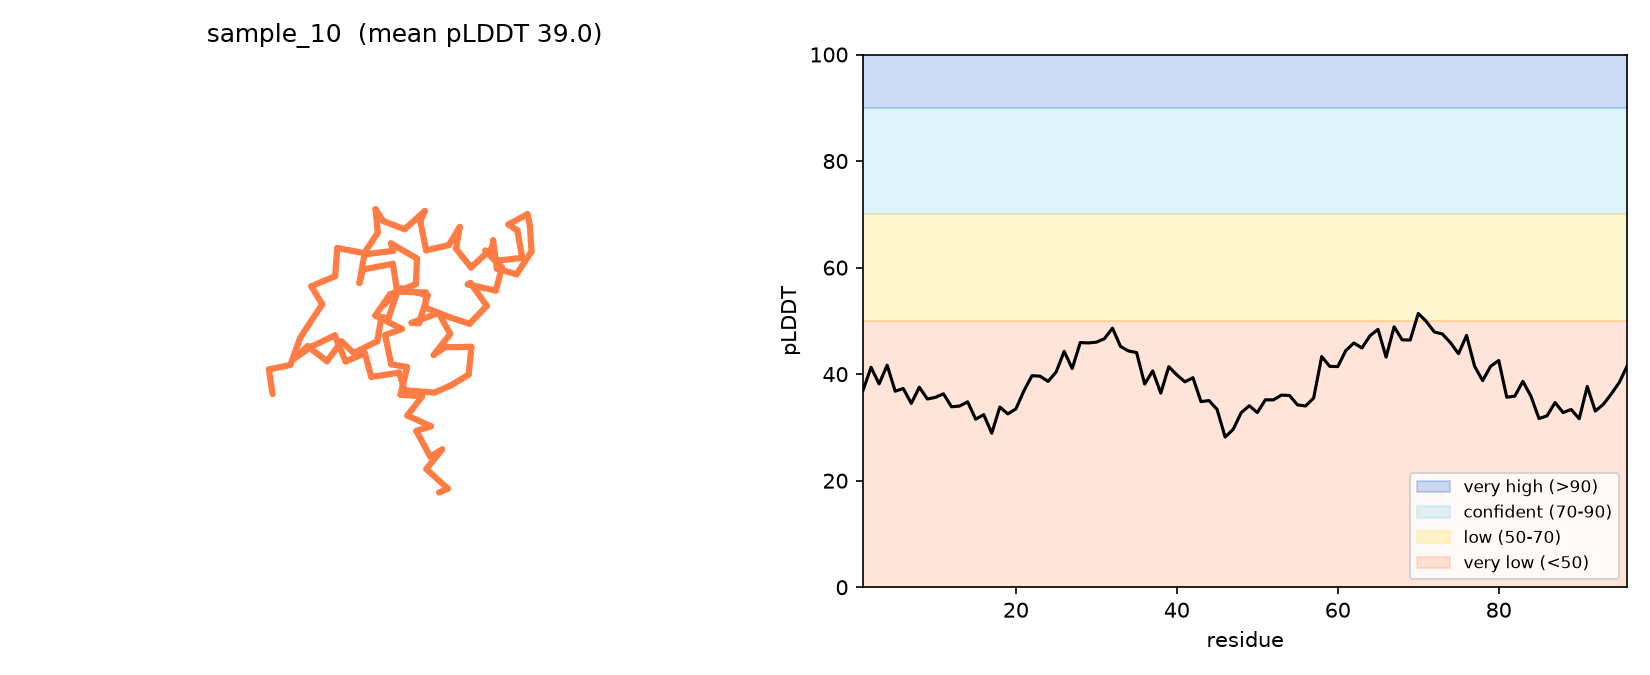 sample_10  (mean pLDDT 39.0)
100
80
60
40
20
0
pLDDT
20
40
60
80
residue
very high (>90)
confident (70-90)
low (50-70)
very low (<50)